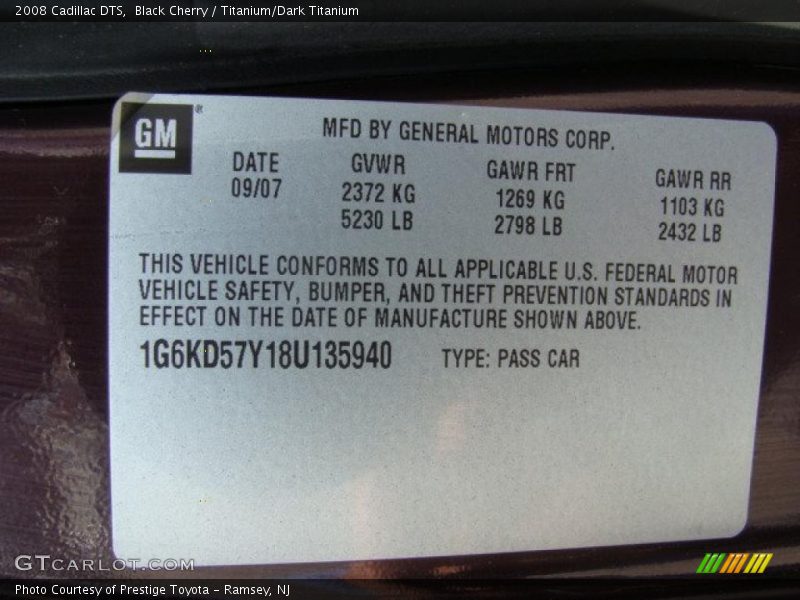 2008 Cadillac DTS, Black Cherry / Titanium/Dark Titanium
GM®
MFD BY GENERAL MOTORS CORP.
DATE GVWR GAWR FRT GAWR RR
09/07 2372 KG 1269 KG 1103 KG
5230 LB 2798 LB 2432 LB
THIS VEHICLE CONFORMS TO ALL APPLICABLE U.S. FEDERAL MOTOR
VEHICLE SAFETY, BUMPER, AND THEFT PREVENTION STANDARDS IN
EFFECT ON THE DATE OF MANUFACTURE SHOWN ABOVE.
1G6KD57Y18U135940 TYPE: PASS CAR
GTCARLOT.COM
Photo Courtesy of Prestige Toyota - Ramsey, NJ